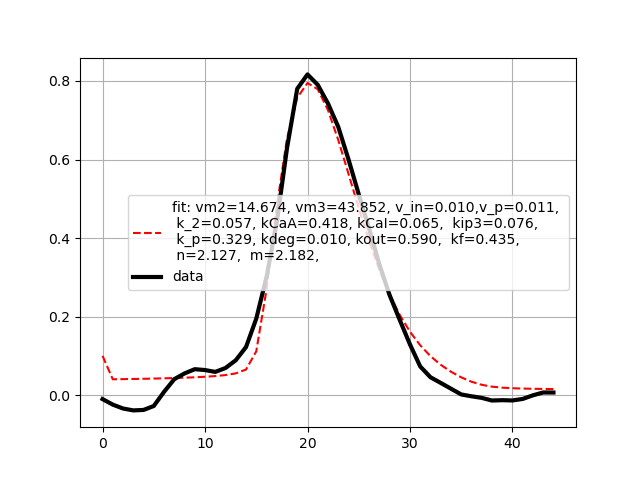 0.8
0.6
0.4
0.2
0.0
fit: vm2=14.674, vm3=43.852, v_in=0.010,v_p=0.011,
k_2=0.057, kCaA=0.418, kCaI=0.065,  kip3=0.076,
k_p=0.329, kdeg=0.010, kout=0.590,  kf=0.435,
n=2.127,  m=2.182,
data
0 10 20 30 40